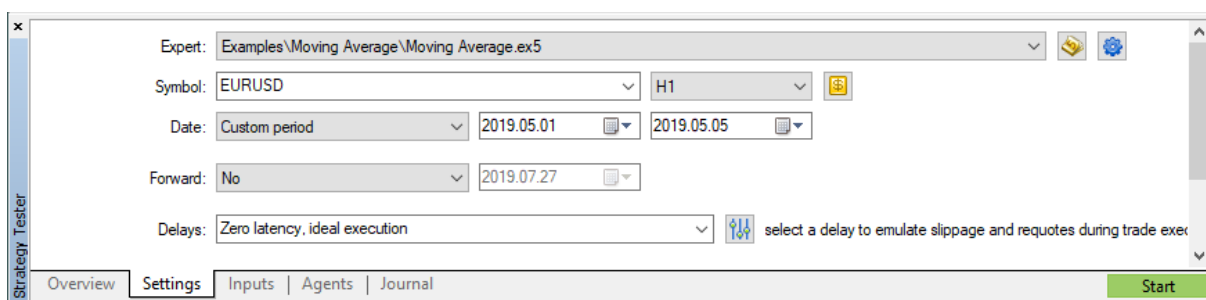 Expert: Examples\Moving Average\Moving Average.ex5
Symbol: EURUSD H1
Date: Custom period 2019.05.01 2019.05.05
Forward: No 2019.07.27
Delays: Zero latency, ideal execution select a delay to emulate slippage and requotes during trade exec
Strategy Tester
Overview Settings Inputs | Agents | Journal Start